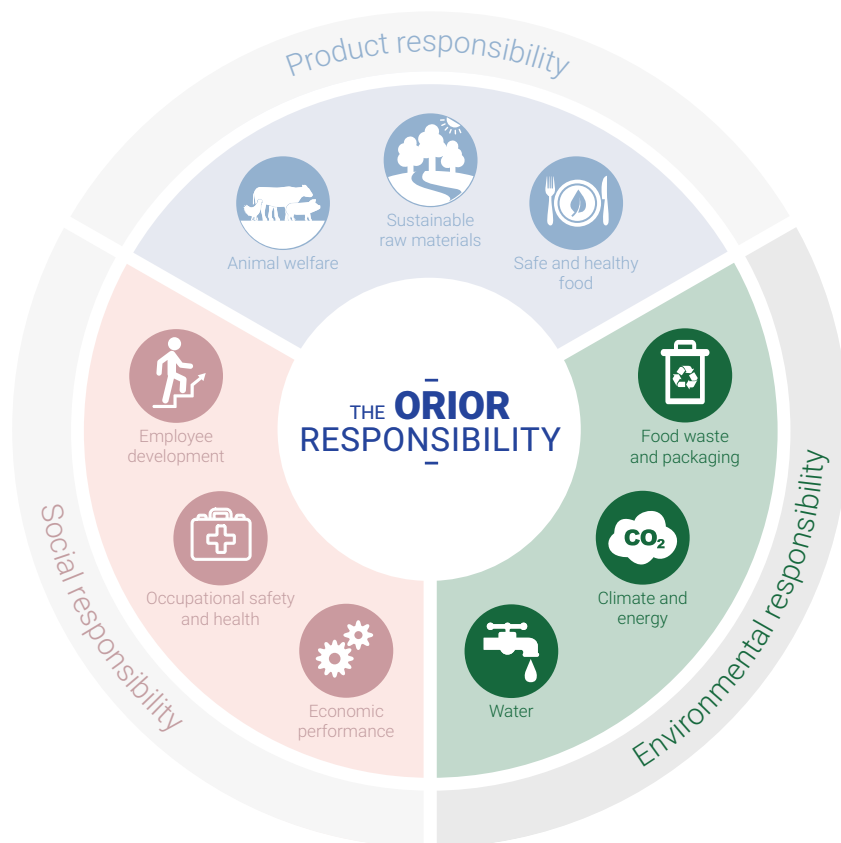 Product responsibility
Sustainable
raw materials
Animal welfare
Safe and healthy
food
THE ORIOR
RESPONSIBILITY
Employee
development
Occupational safety
and health
Economic
performance
Social responsibility
Food waste
and packaging
CO₂
Climate and
energy
Water
Environmental responsibility